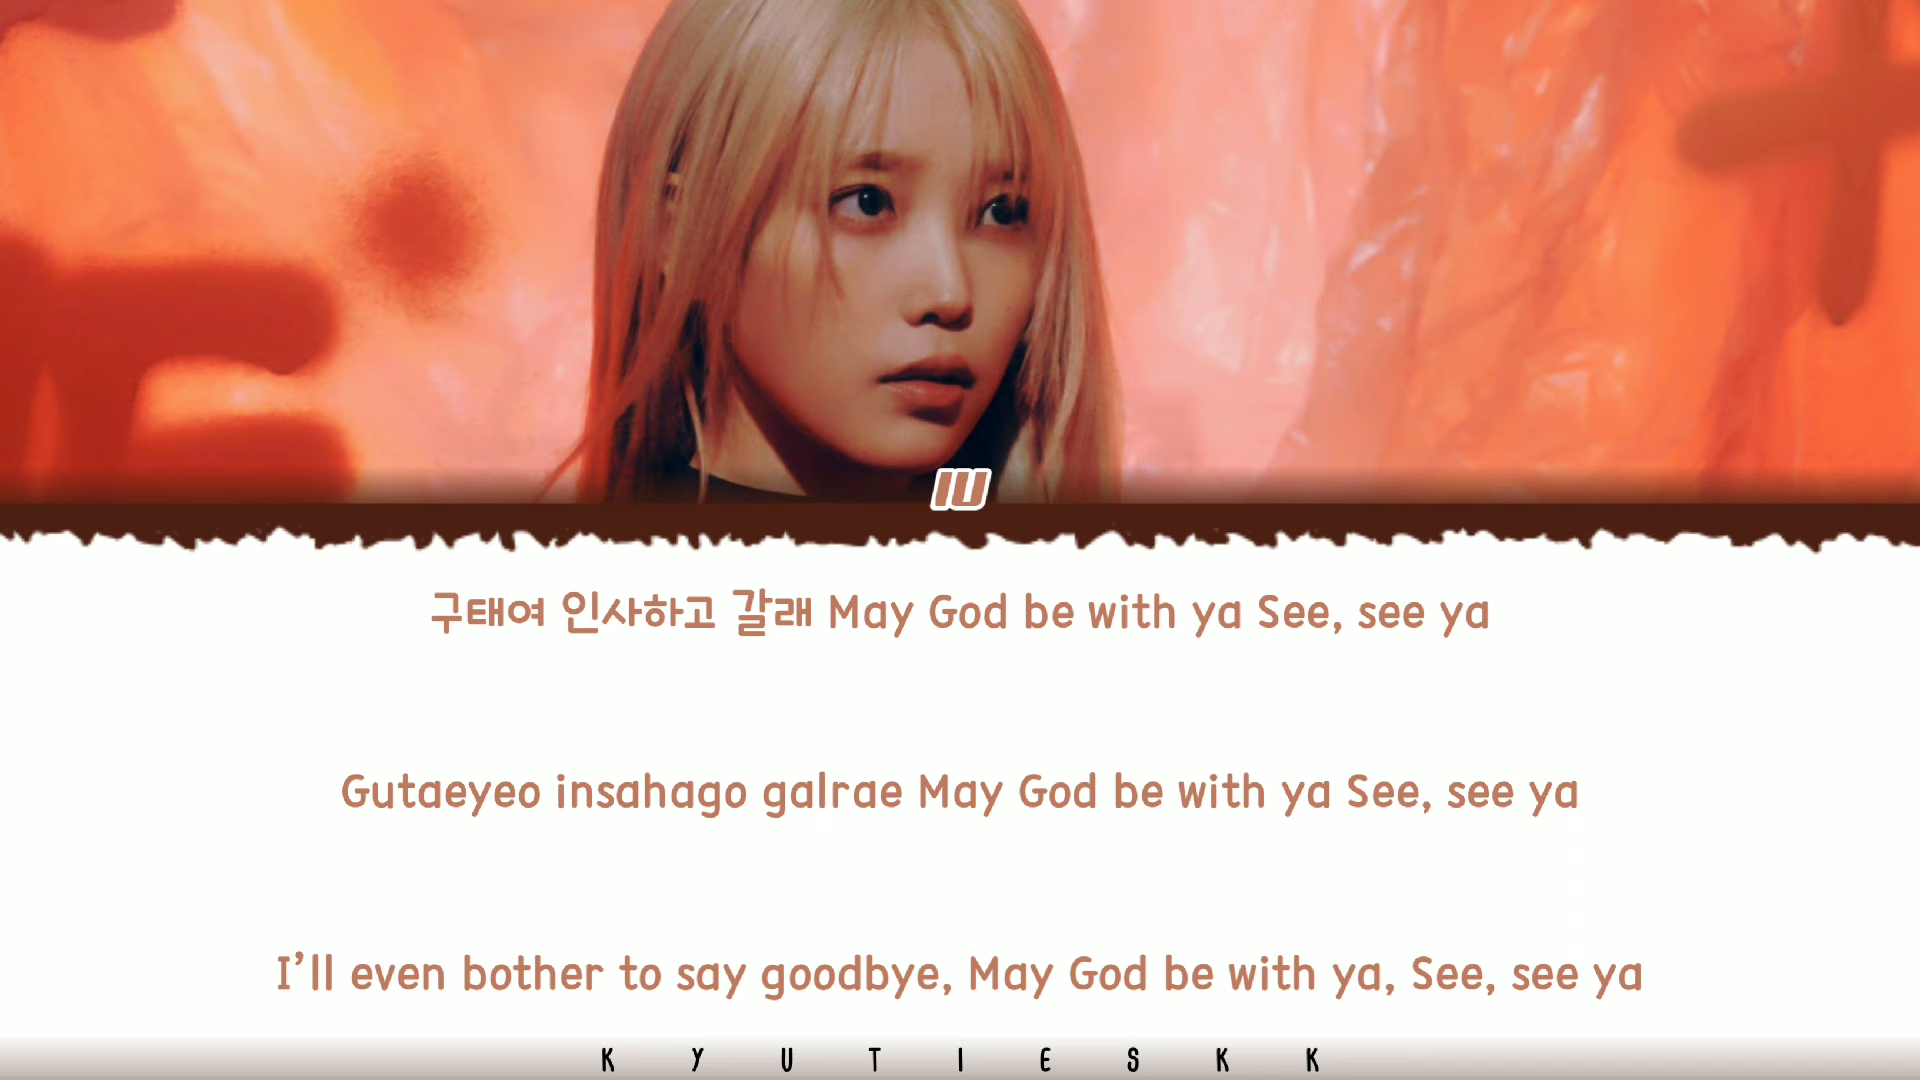 IU
구태여 인사하고 갈래 May God be with ya See, see ya
Gutaeyeo insahago galrae May God be with ya See, see ya
I'll even bother to say goodbye, May God be with ya, See, see ya
KYUTIESKK